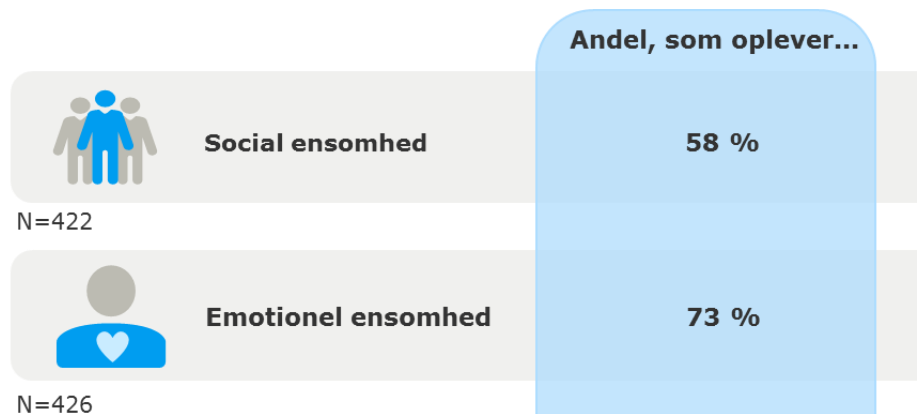 Andel, som oplever...
Social ensomhed 58 %
N=422
Emotionel ensomhed 73 %
N=426